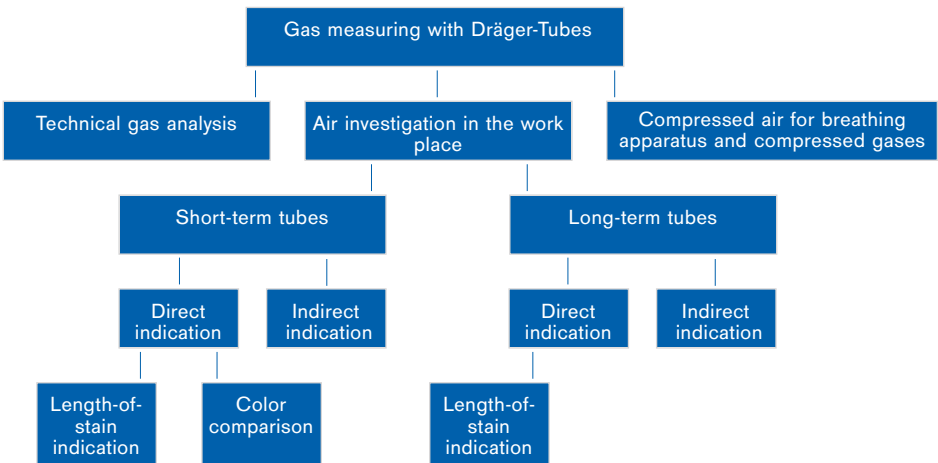 Gas measuring with Dräger-Tubes
Technical gas analysis
Air investigation in the work
place
Compressed air for breathing
apparatus and compressed gases
Short-term tubes
Long-term tubes
Direct
indication
Indirect
indication
Direct
indication
Indirect
indication
Length-of-
stain
indication
Color
comparison
Length-of-
stain
indication